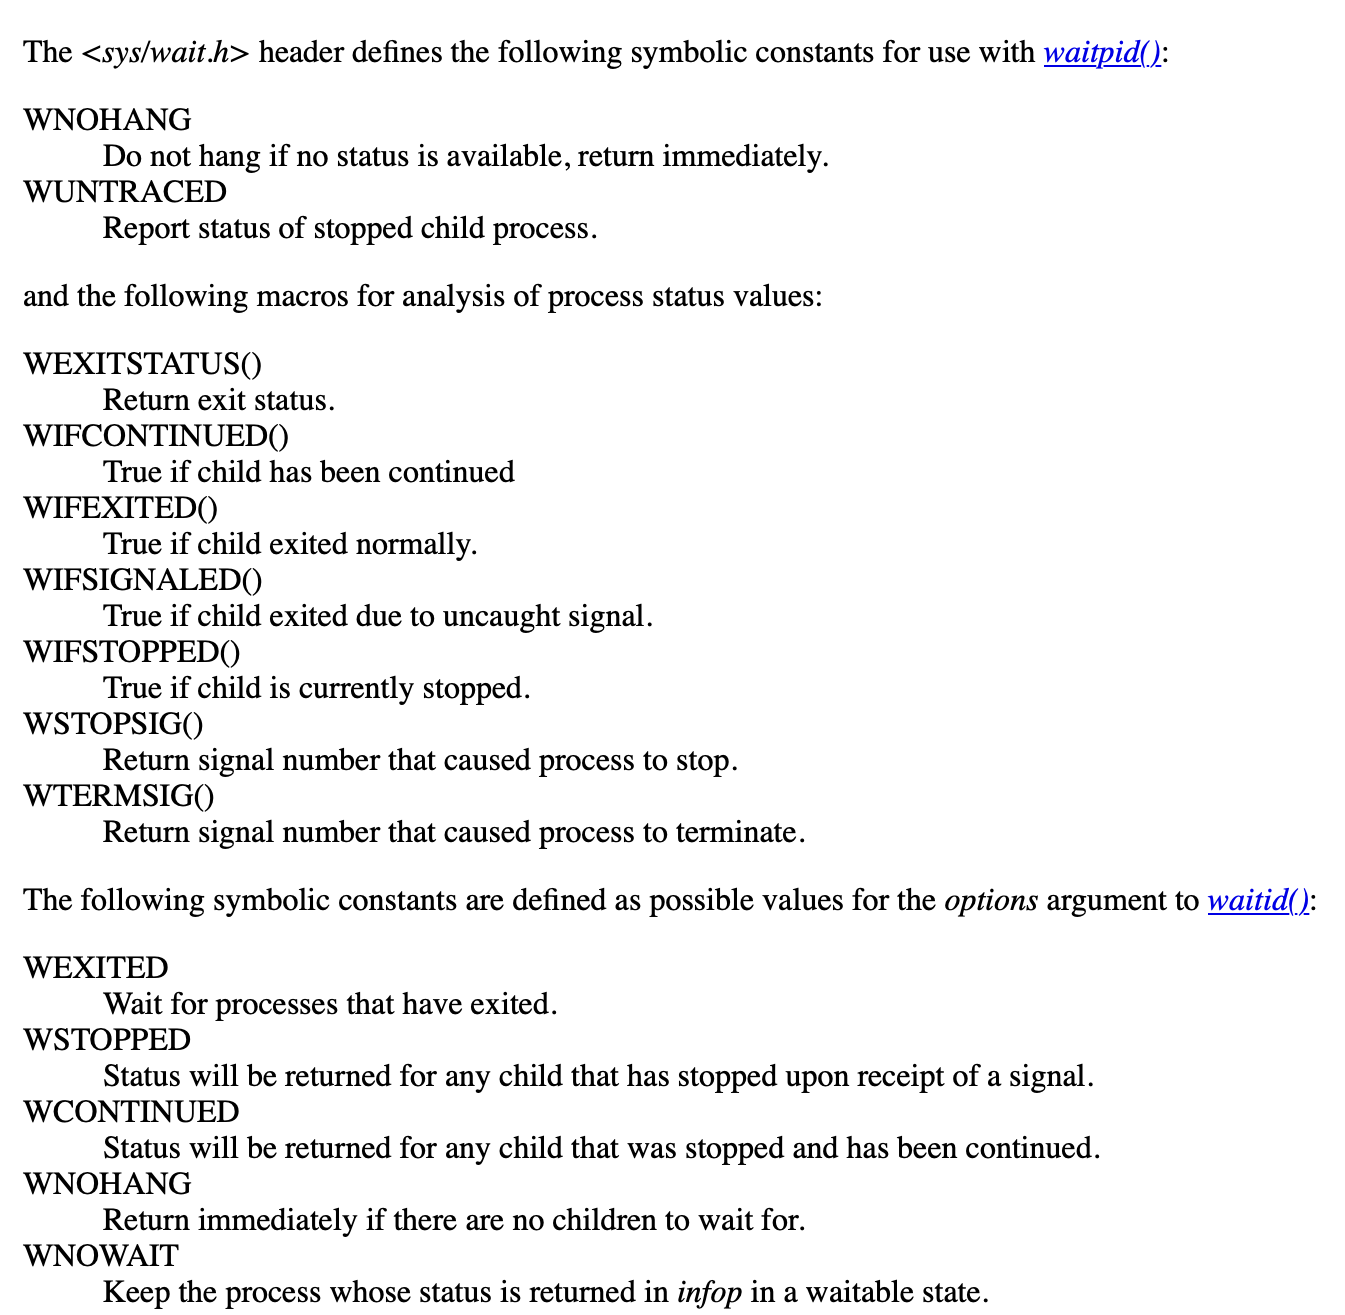 The <sys/wait.h> header defines the following symbolic constants for use with waitpid():
WNOHANG
Do not hang if no status is available, return immediately.
WUNTRACED
Report status of stopped child process.
and the following macros for analysis of process status values:
WEXITSTATUS()
Return exit status.
WIFCONTINUED()
True if child has been continued
WIFEXITED()
True if child exited normally.
WIFSIGNALED()
True if child exited due to uncaught signal.
WIFSTOPPED()
True if child is currently stopped.
WSTOPSIG()
Return signal number that caused process to stop.
WTERMSIG()
Return signal number that caused process to terminate.
The following symbolic constants are defined as possible values for the options argument to waitid():
WEXITED
Wait for processes that have exited.
WSTOPPED
Status will be returned for any child that has stopped upon receipt of a signal.
WCONTINUED
Status will be returned for any child that was stopped and has been continued.
WNOHANG
Return immediately if there are no children to wait for.
WNOWAIT
Keep the process whose status is returned in infop in a waitable state.